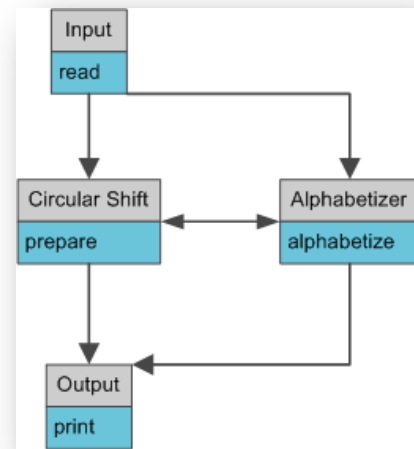 Input
read
Circular Shift
prepare
Alphabetizer
alphabetize
Output
print